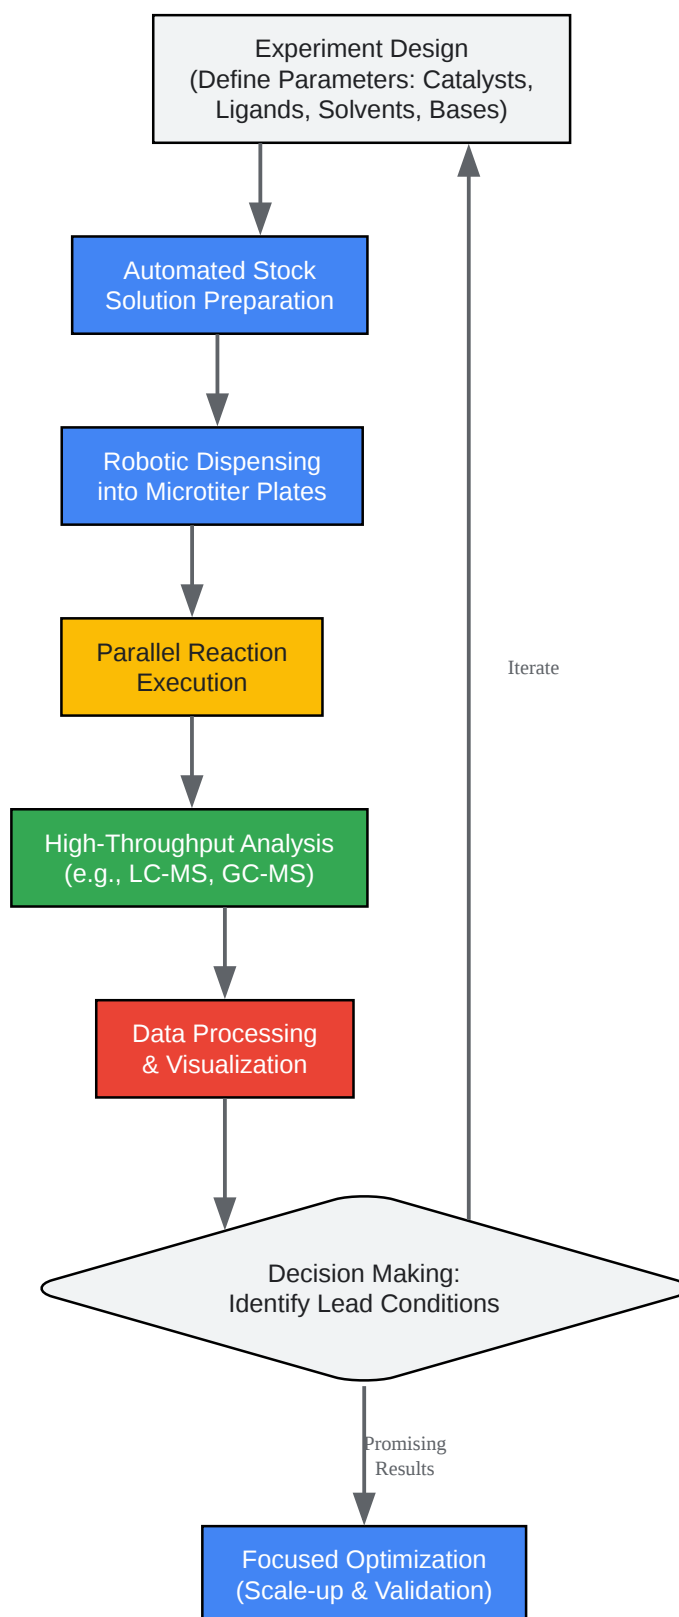 Experiment Design
(Define Parameters: Catalysts,
Ligands, Solvents, Bases)
Automated Stock
Solution Preparation
Robotic Dispensing
into Microtiter Plates
Parallel Reaction
Execution
Iterate
High-Throughput Analysis
(e.g., LC-MS, GC-MS)
Data Processing
& Visualization
Decision Making:
Identify Lead Conditions
Promising
Results
Focused Optimization
(Scale-up & Validation)